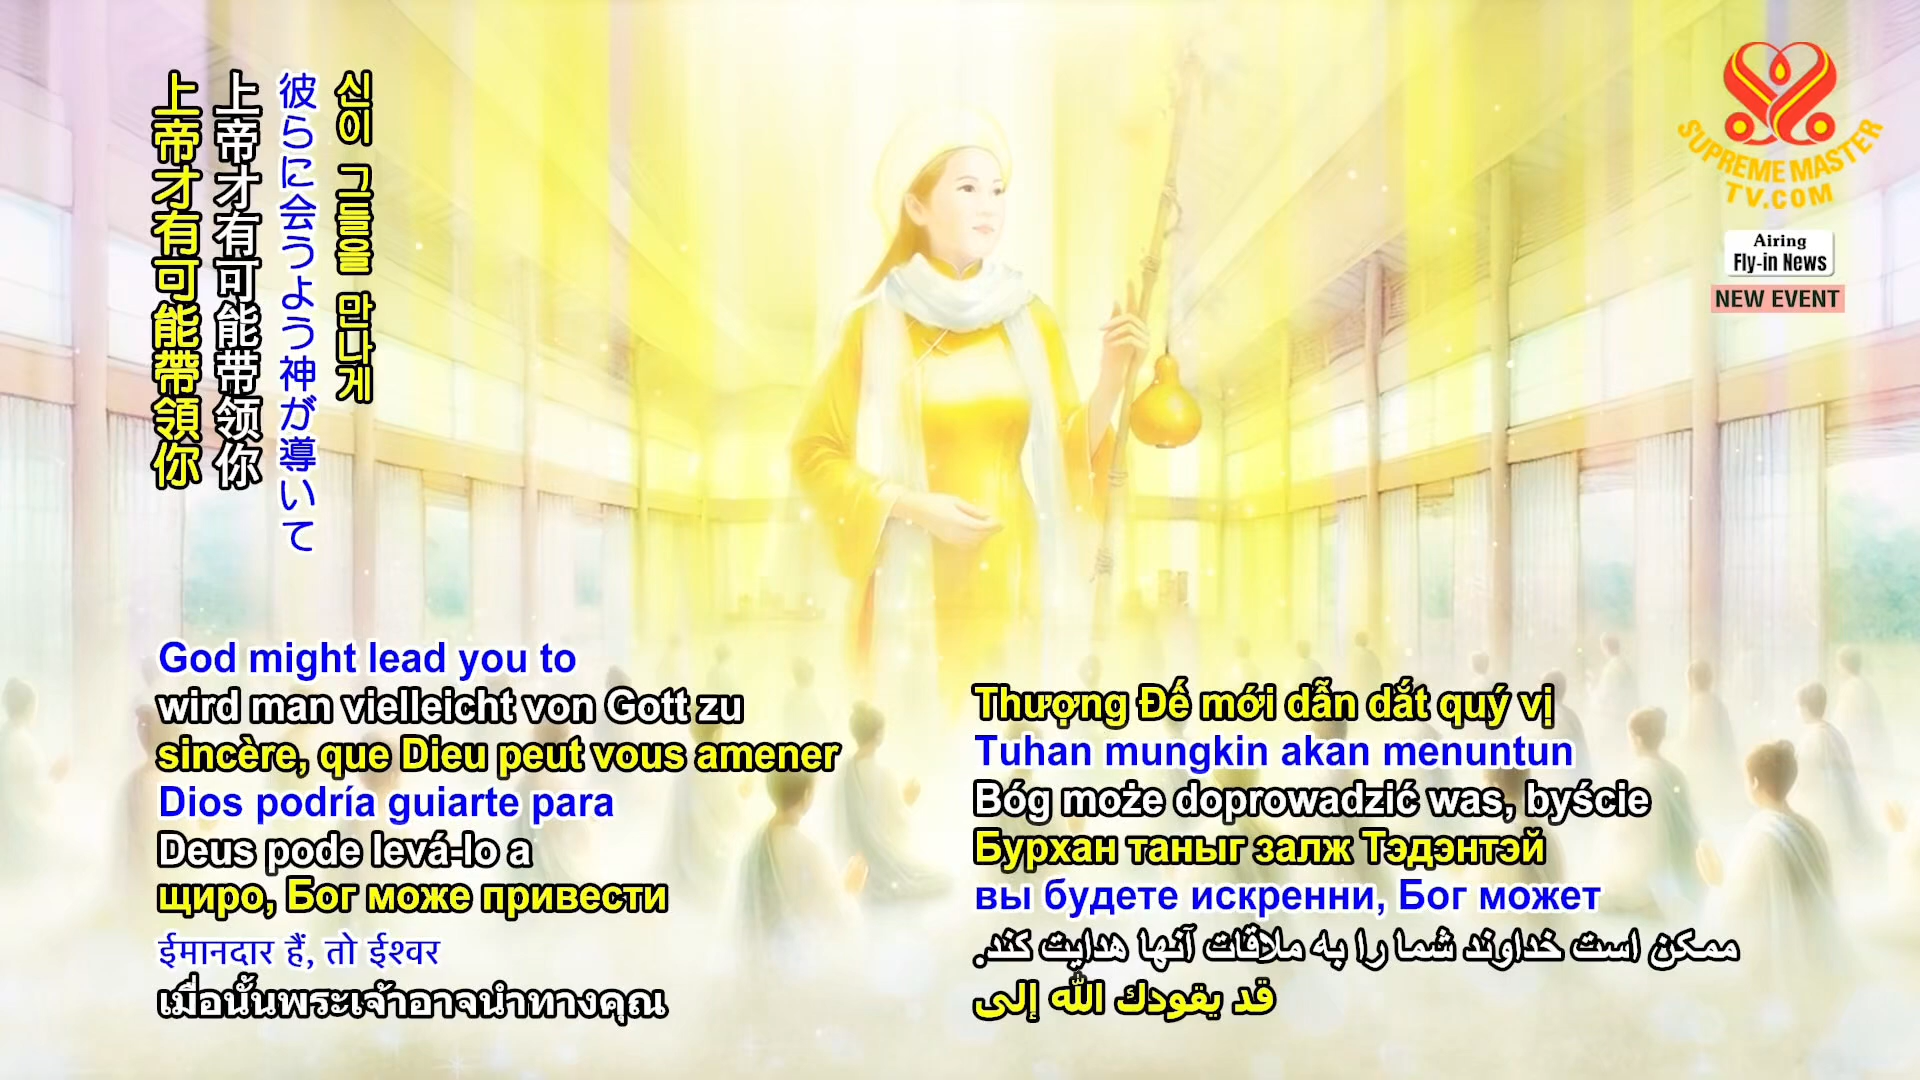 上帝才有可能帶領你
上帝才有可能带领你
彼らに会うよう神が導いて
신이 그들을 만나게
SUPREME MASTER
TV.COM
Airing
Fly-in News
NEW EVENT
God might lead you to
wird man vielleicht von Gott zu
sincère, que Dieu peut vous amener
Dios podría guiarte para
Deus pode levá-lo a
щиро, Бог може привести
ईमानदार हैं, तो ईश्वर
เมื่อนั้นพระเจ้าอาจนำทางคุณ
Thượng Đế mới dẫn dắt quý vị
Tuhan mungkin akan menuntun
Bóg może doprowadzić was, byście
Бурхан таныг залж Тэдэнтэй
вы будете искренни, Бог может
ممکن است خداوند شما را به ملاقات آنها هدایت کند.
قد يقودك الله إلى